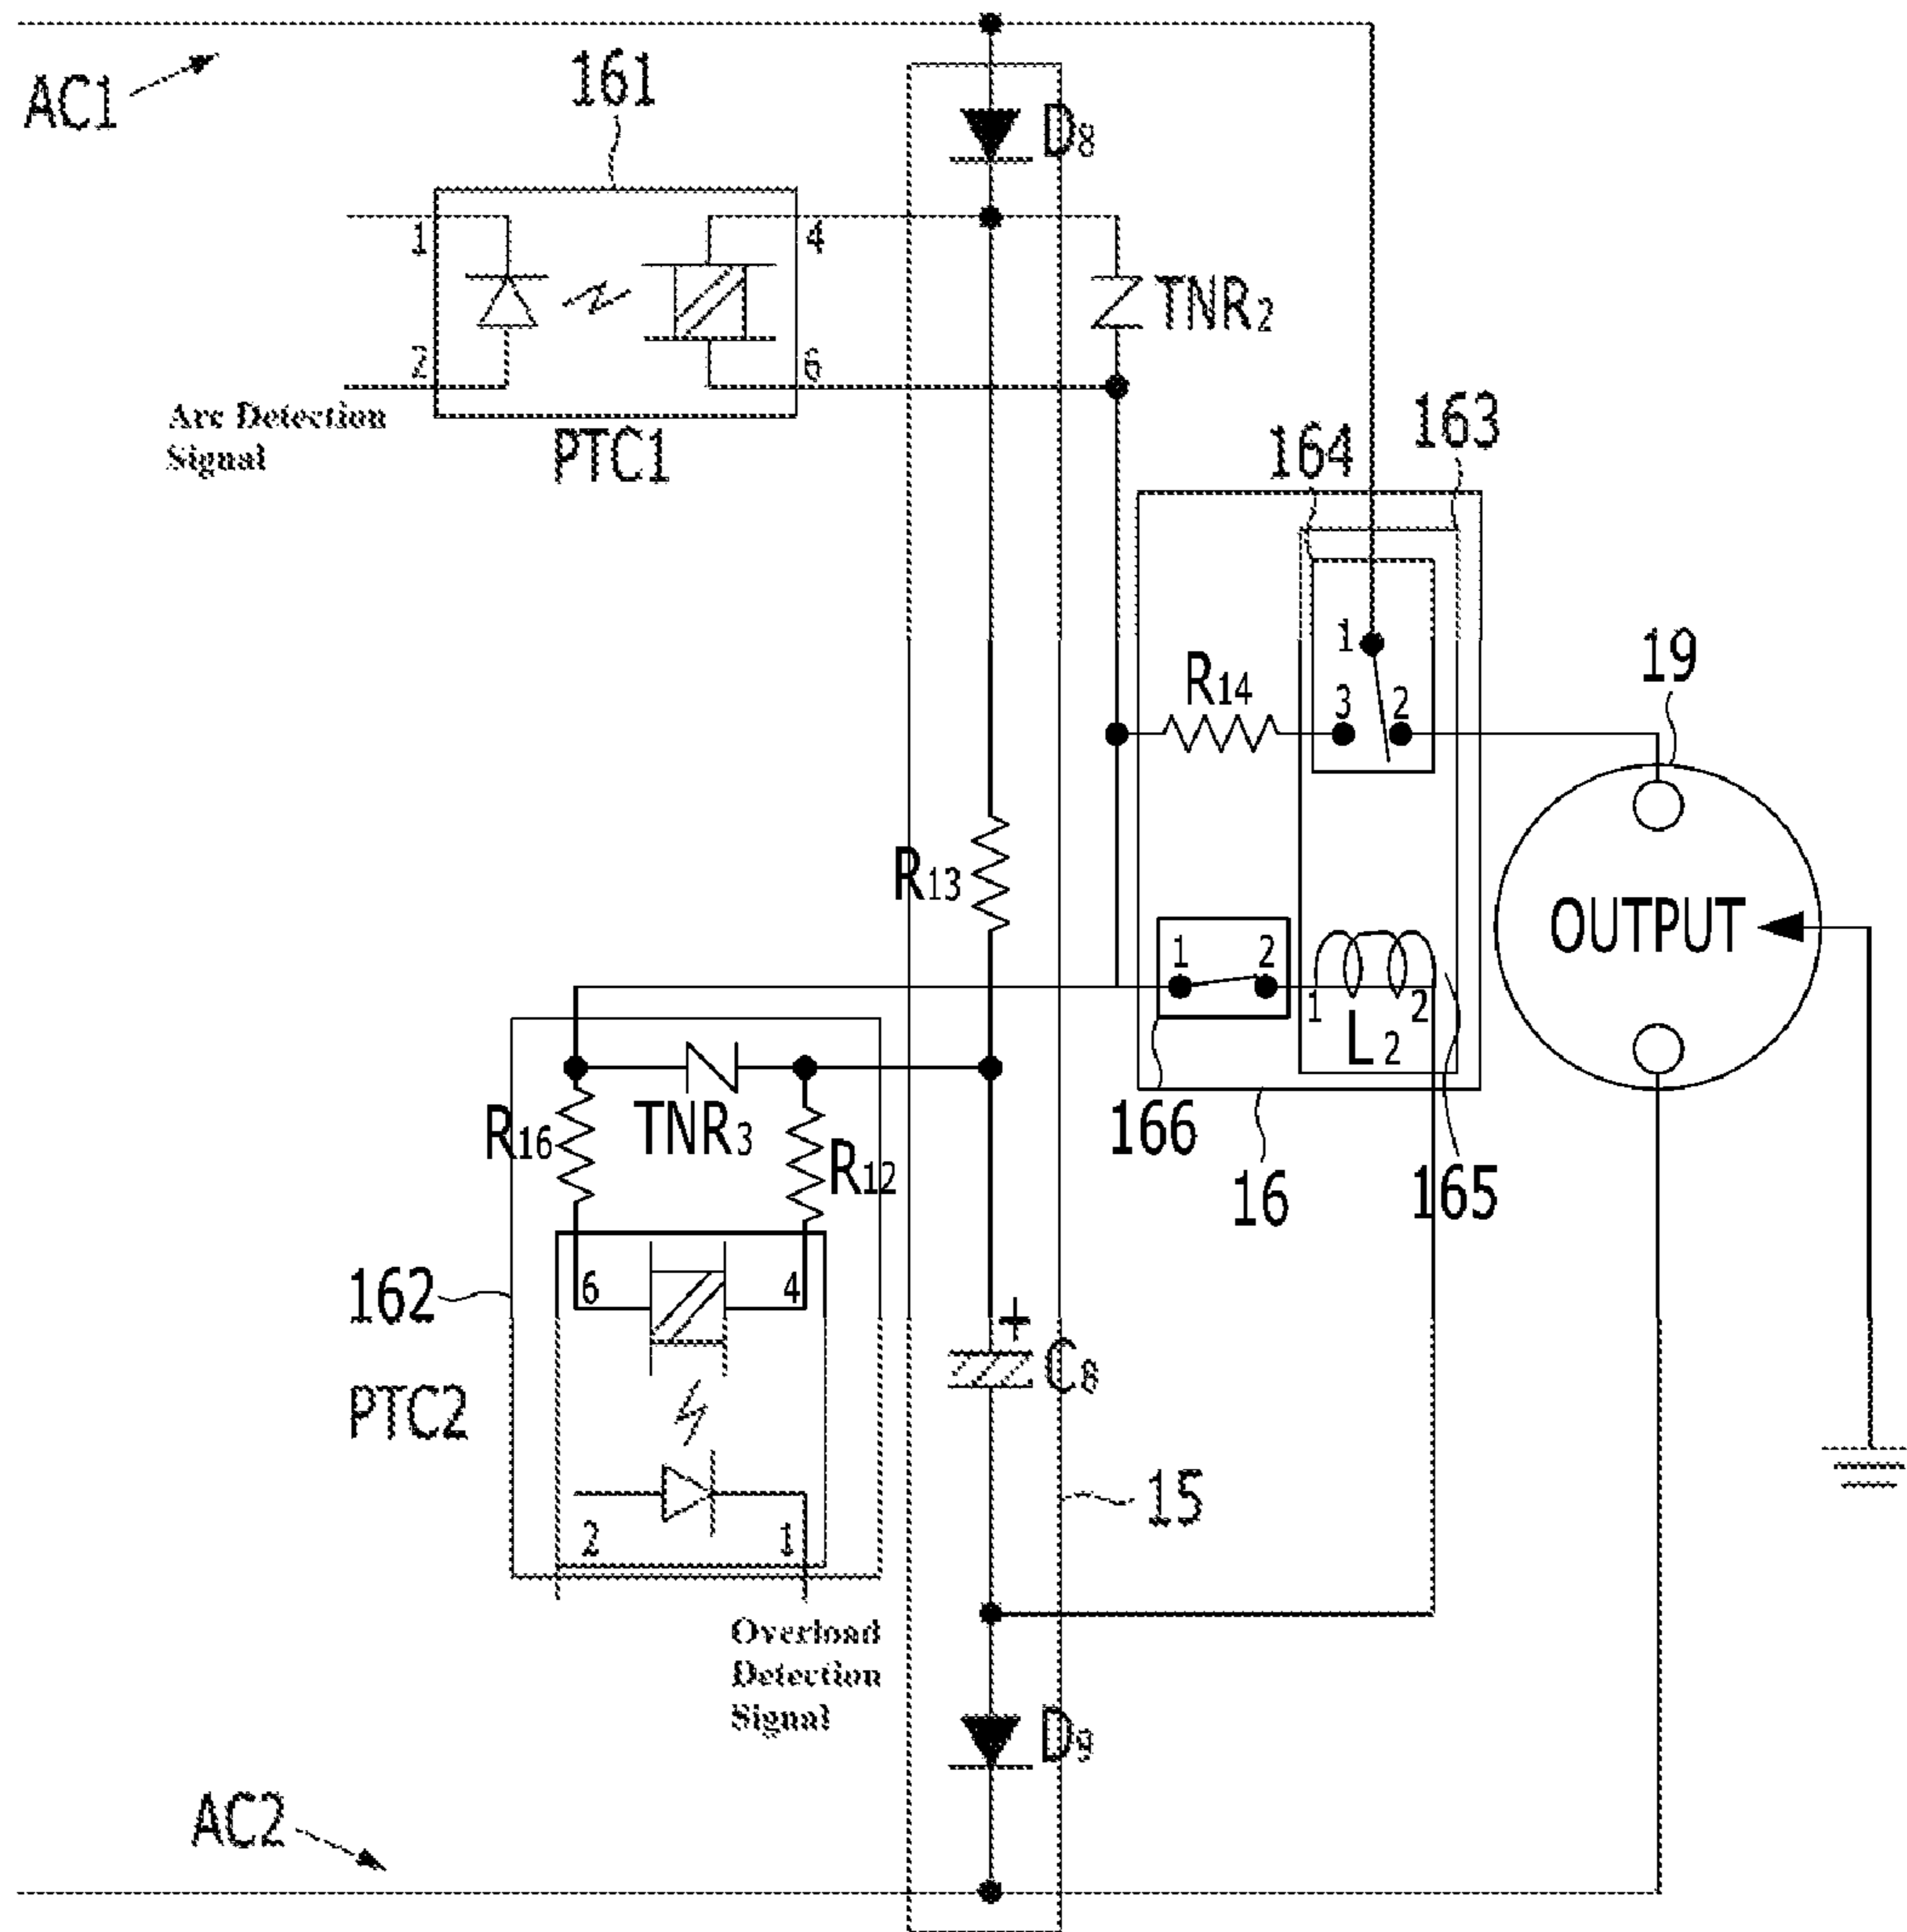 AC1
161
D8
1
4
2
6
TNR2
Arc Detection
Signal
PTC1
164
163
1
R14
3
2
19
R13
OUTPUT
1
2
1
2
L2
R16
TNR3
R12
166
16
165
162
6
4
+
C8
PTC2
15
2
1
Overload
Detection
Signal
D9
AC2